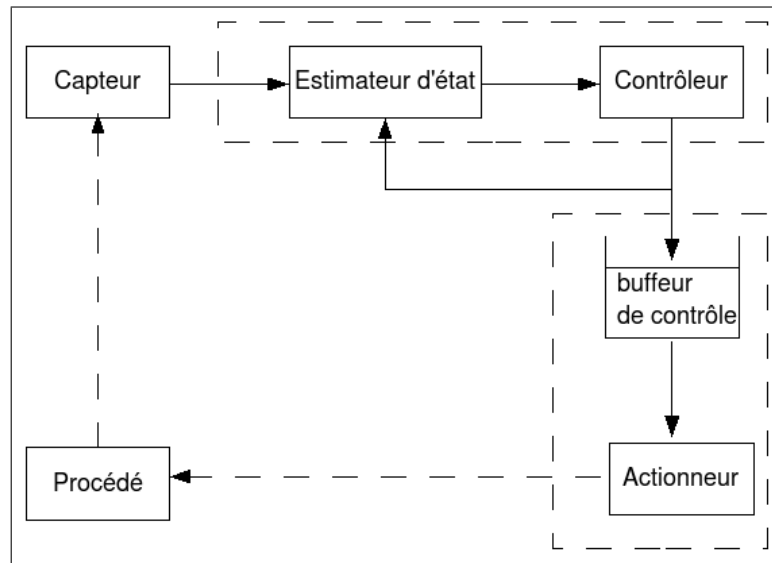 Capteur
Estimateur d'état
Contrôleur
buffeur
de contrôle
Procédé
Actionneur